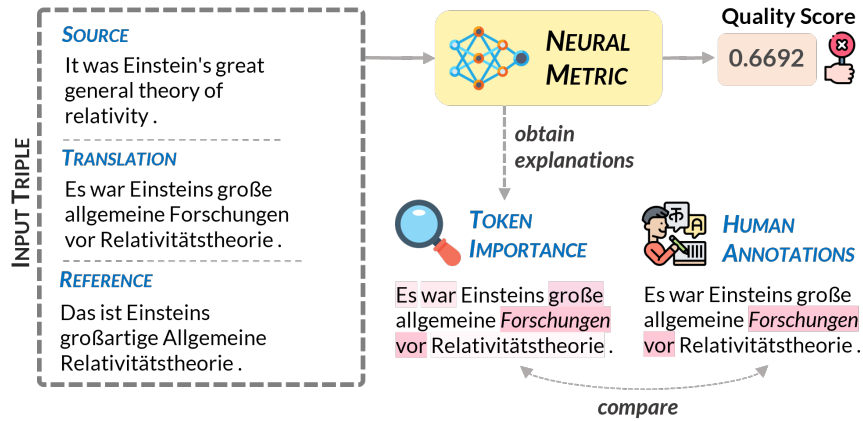 INPUT TRIPLE
SOURCE
It was Einstein's great
general theory of
relativity .
TRANSLATION
Es war Einsteins große
allgemeine Forschungen
vor Relativitätstheorie .
REFERENCE
Das ist Einsteins
großartige Allgemeine
Relativitätstheorie .
NEURAL
METRIC
Quality Score
0.6692
obtain
explanations
TOKEN
IMPORTANCE
Es war Einsteins große
allgemeine Forschungen
vor Relativitätstheorie .
HUMAN
ANNOTATIONS
Es war Einsteins große
allgemeine Forschungen
vor Relativitätstheorie .
compare